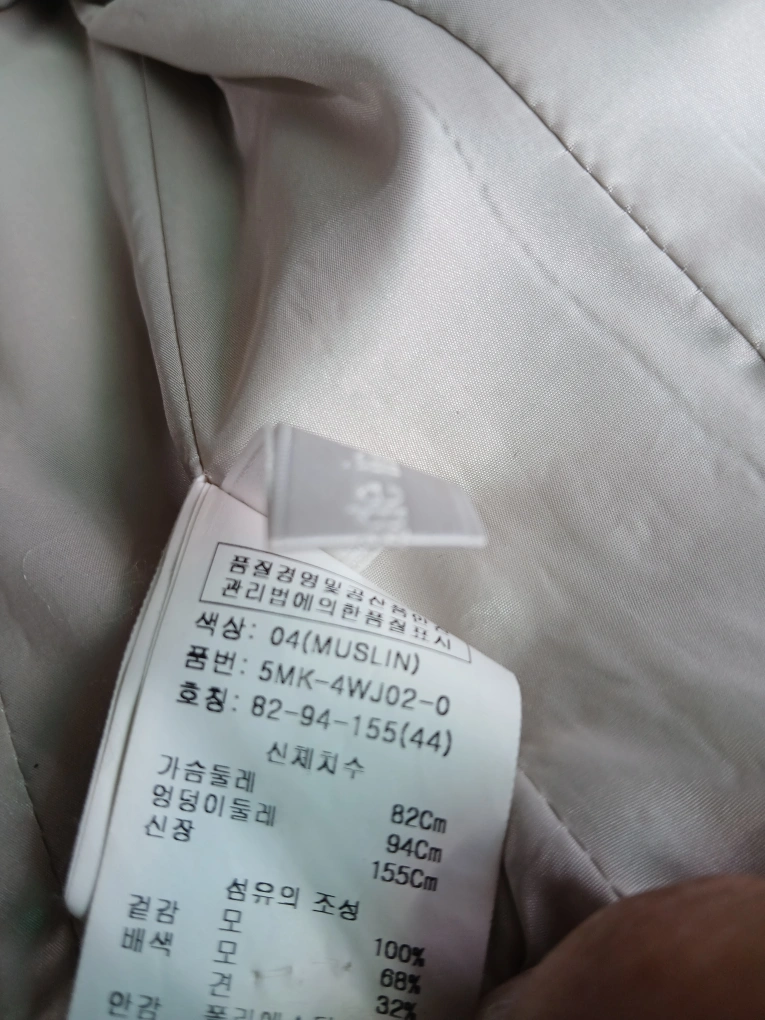 품질경영및공산품안전
관리법에의한품질표시
색상: 04(MUSLIN)
품번: 5MK-4WJ02-0
호칭: 82-94-155(44)
신체치수
가슴둘레 82Cm
엉덩이둘레 94Cm
신장 155Cm
섬유의 조성
겉감 모 100%
배색 모 68%
견 32%
안감